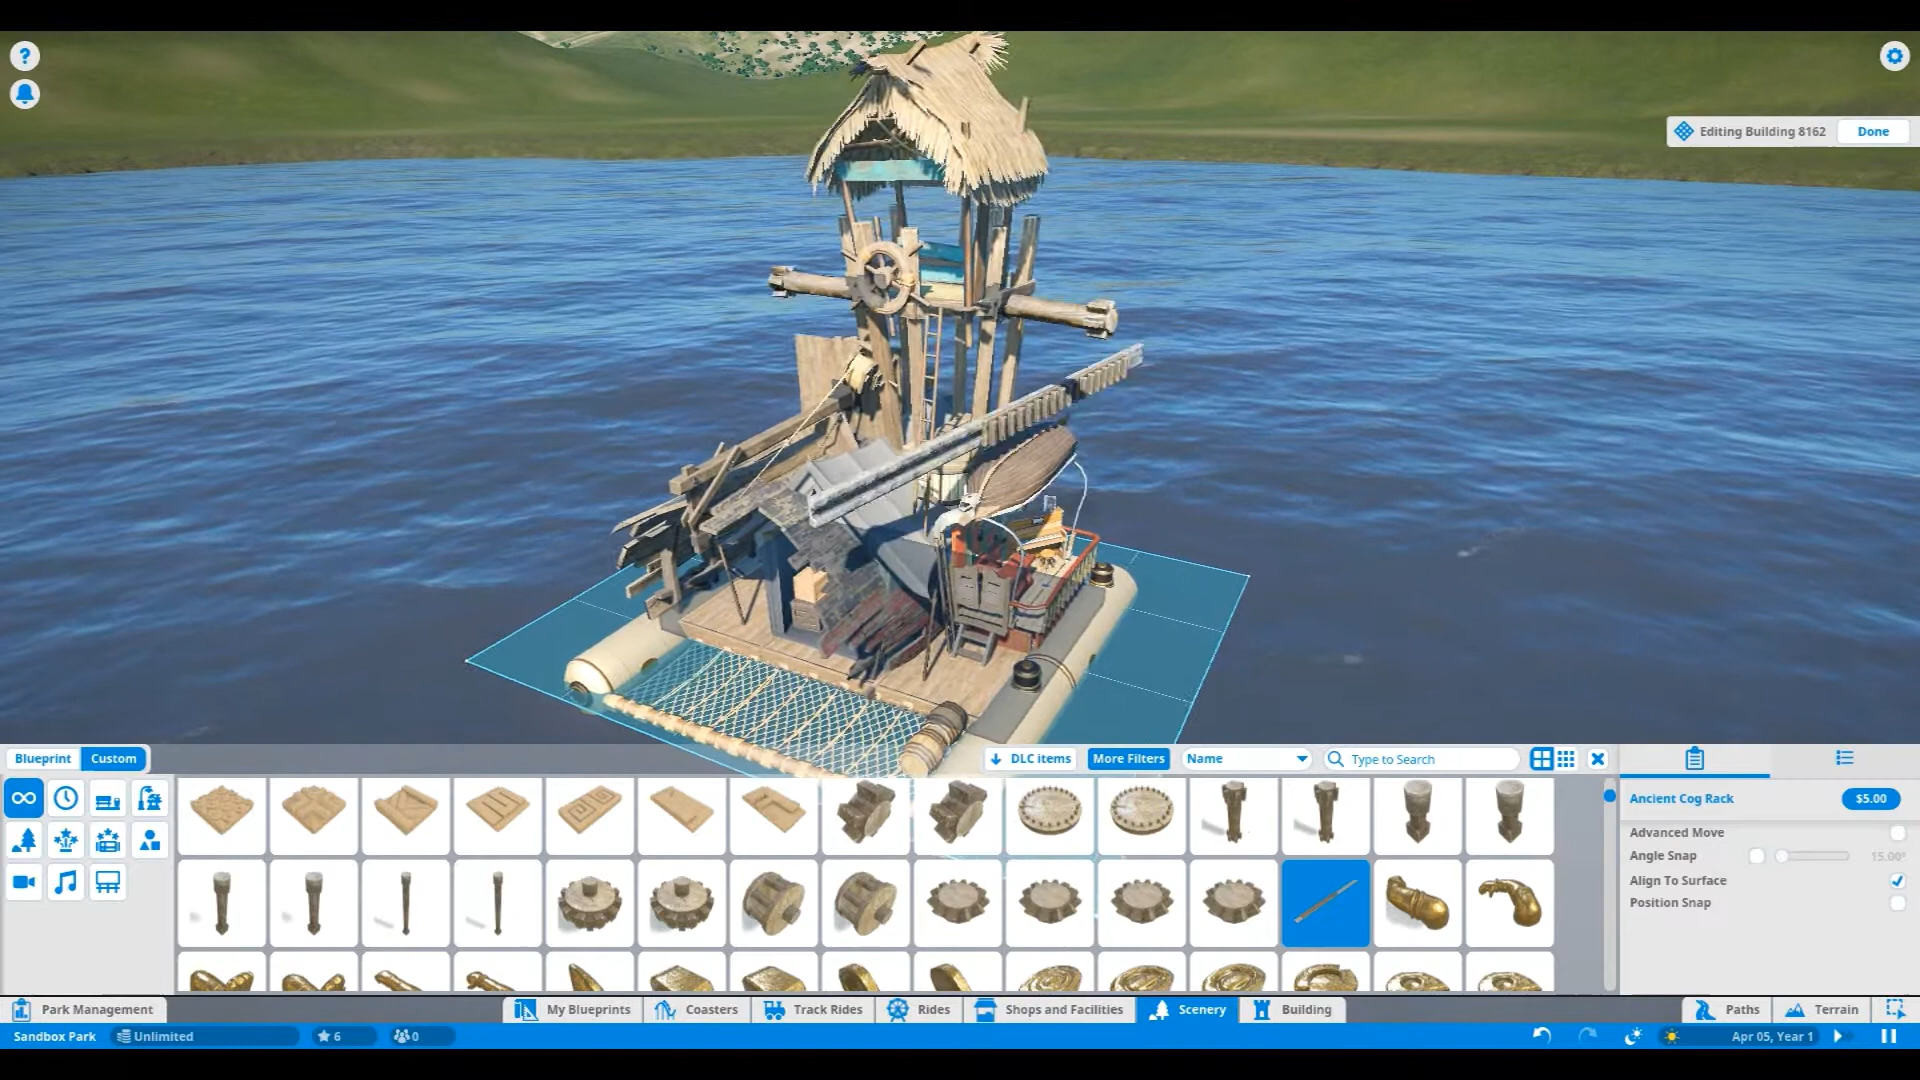 ?
Editing Building 8162
Done
Blueprint
Custom
DLC items
More Filters
Name
Type to Search
Ancient Cog Rack
$5.00
Advanced Move
Angle Snap
15.00°
Align To Surface
Position Snap
Park Management
My Blueprints
Coasters
Track Rides
Rides
Shops and Facilities
Scenery
Building
Paths
Terrain
Sandbox Park
Unlimited
6
0
Apr 05, Year 1